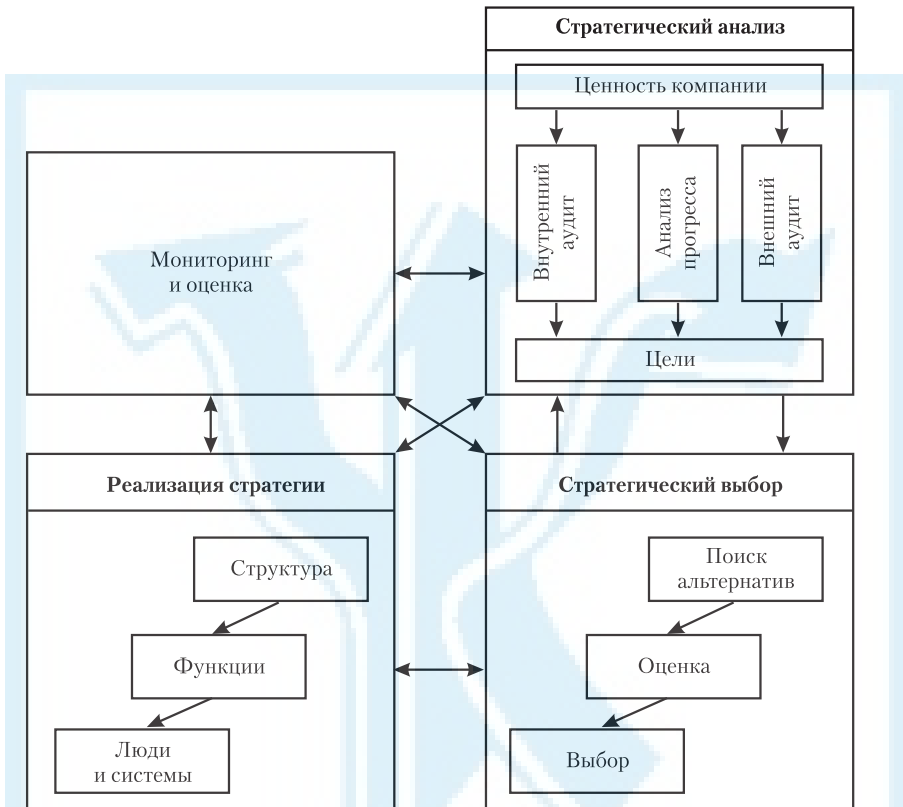 Стратегический анализ
Ценность компании
Внутренний
аудит
Анализ
прогресса
Внешний
аудит
Цели
Мониторинг
и оценка
Реализация стратегии
Структура
Функции
Люди
и системы
Стратегический выбор
Поиск
альтернатив
Оценка
Выбор